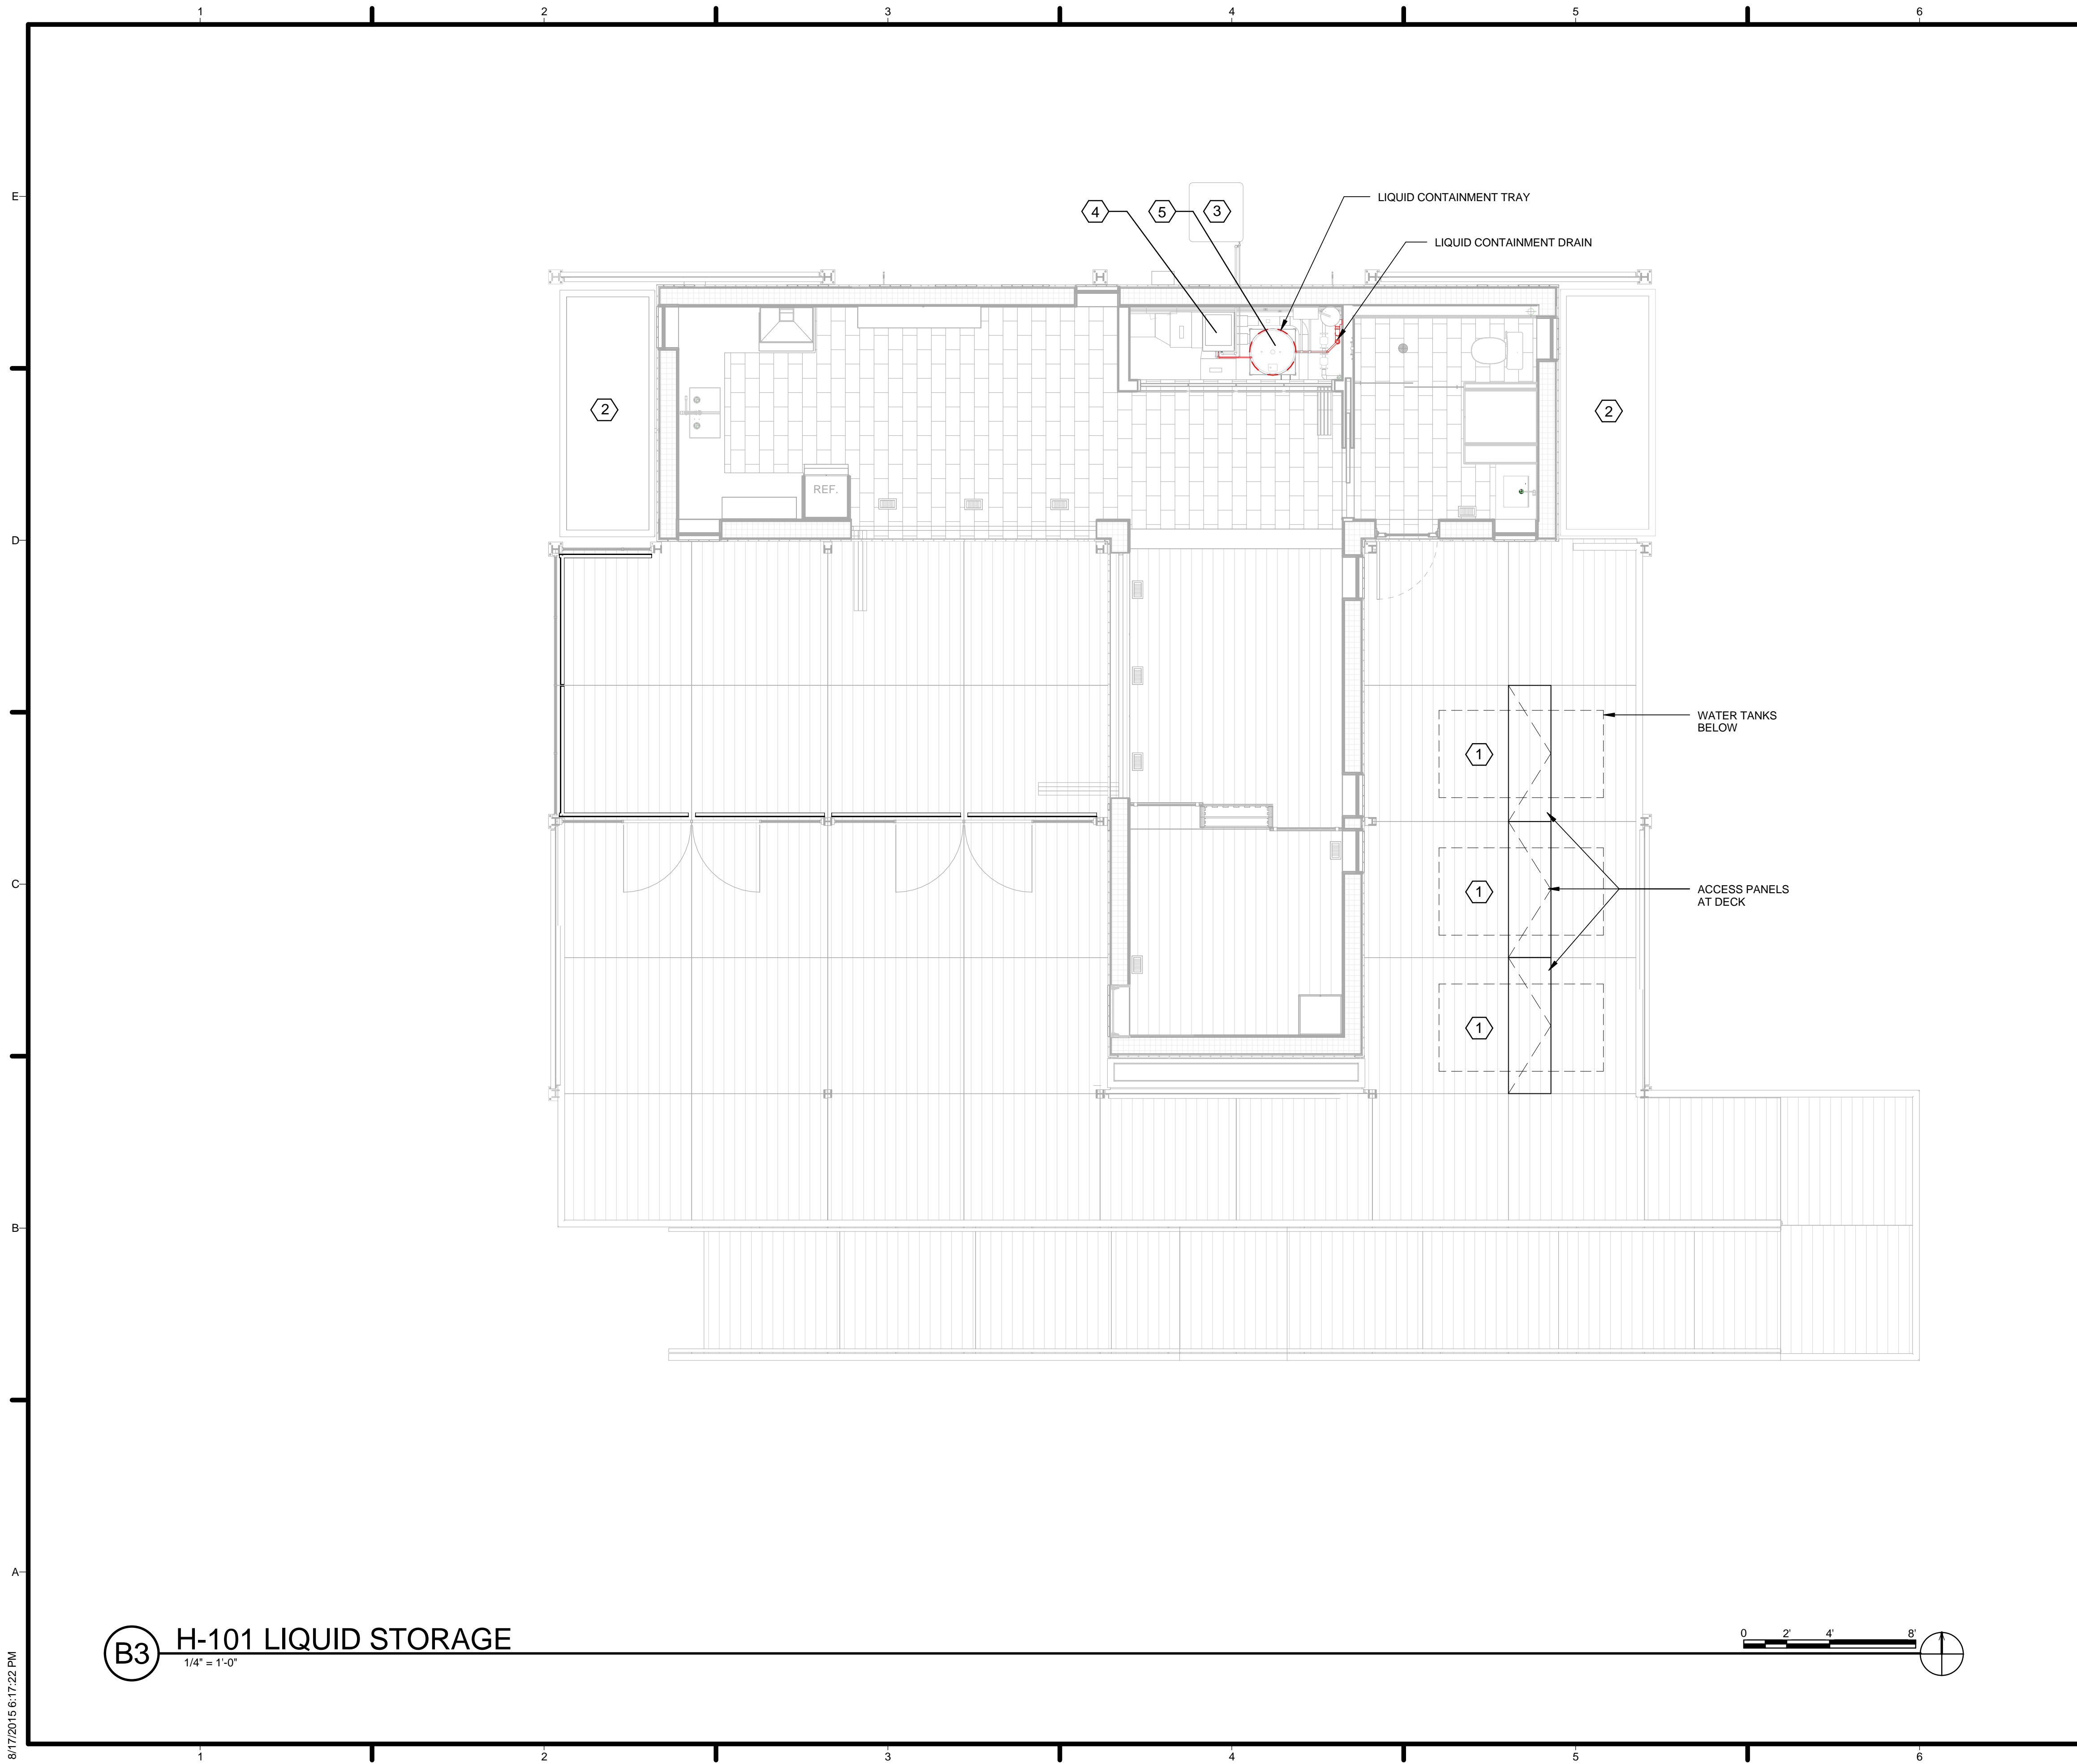 1 2 3 4 5 6
E
LIQUID CONTAINMENT TRAY
4 5 3
LIQUID CONTAINMENT DRAIN
2
2
REF.
D
WATER TANKS
BELOW
1
C
1
ACCESS PANELS
AT DECK
1
B
A
B3
H-101 LIQUID STORAGE
1/4" = 1'-0"
0 2' 4' 8'
8/17/2015 6:17:22 PM
1 2 3 4 5 6